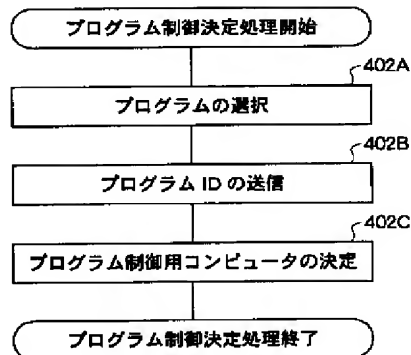 プログラム制御決定処理開始
402A
プログラムの選択
402B
プログラム ID の送信
402C
プログラム制御用コンピュータの決定
プログラム制御決定処理終了